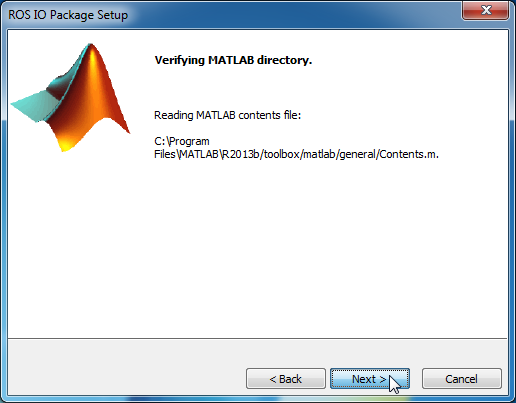 ROS IO Package Setup
Verifying MATLAB directory.
Reading MATLAB contents file:
C:\Program
Files\MATLAB\R2013b/toolbox/matlab/general/Contents.m.
< Back
Next >
Cancel